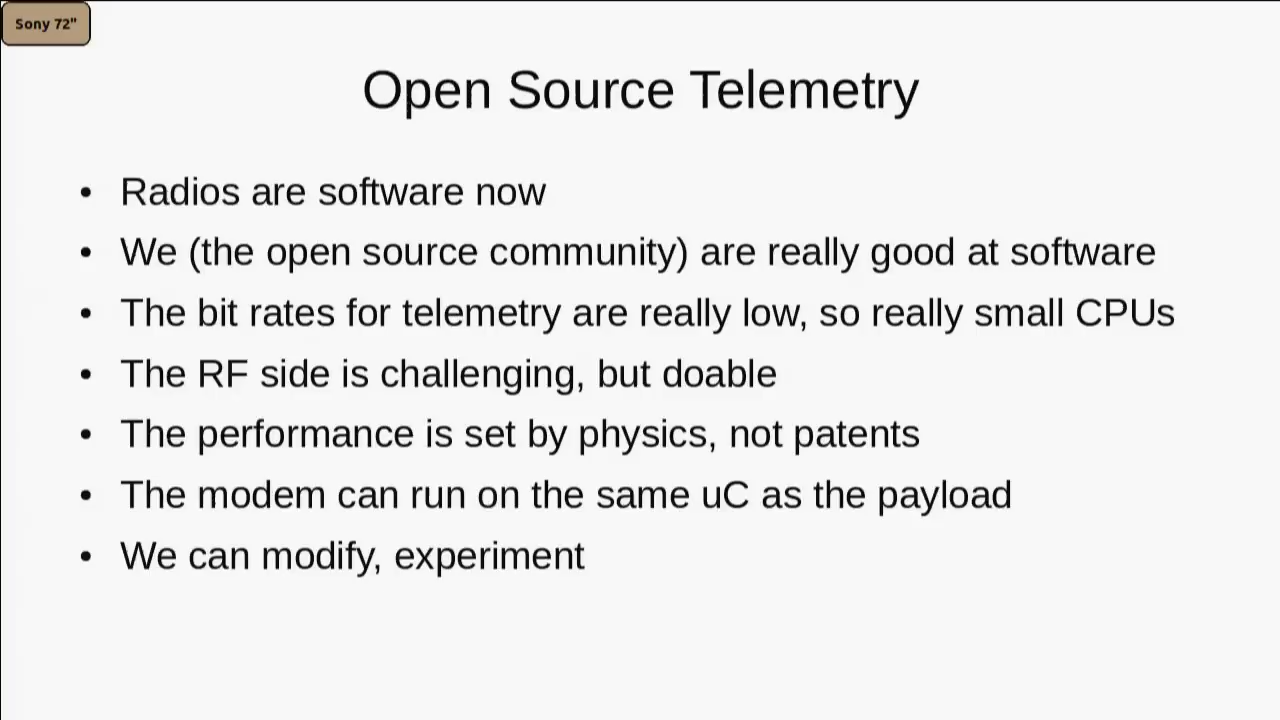 Sony 72"
Open Source Telemetry
• Radios are software now
• We (the open source community) are really good at software
• The bit rates for telemetry are really low, so really small CPUs
• The RF side is challenging, but doable
• The performance is set by physics, not patents
• The modem can run on the same uC as the payload
• We can modify, experiment